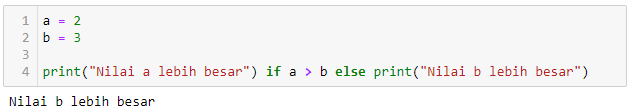 1 a = 2
2 b = 3
3
4 print("Nilai a lebih besar") if a > b else print("Nilai b lebih besar")
Nilai b lebih besar